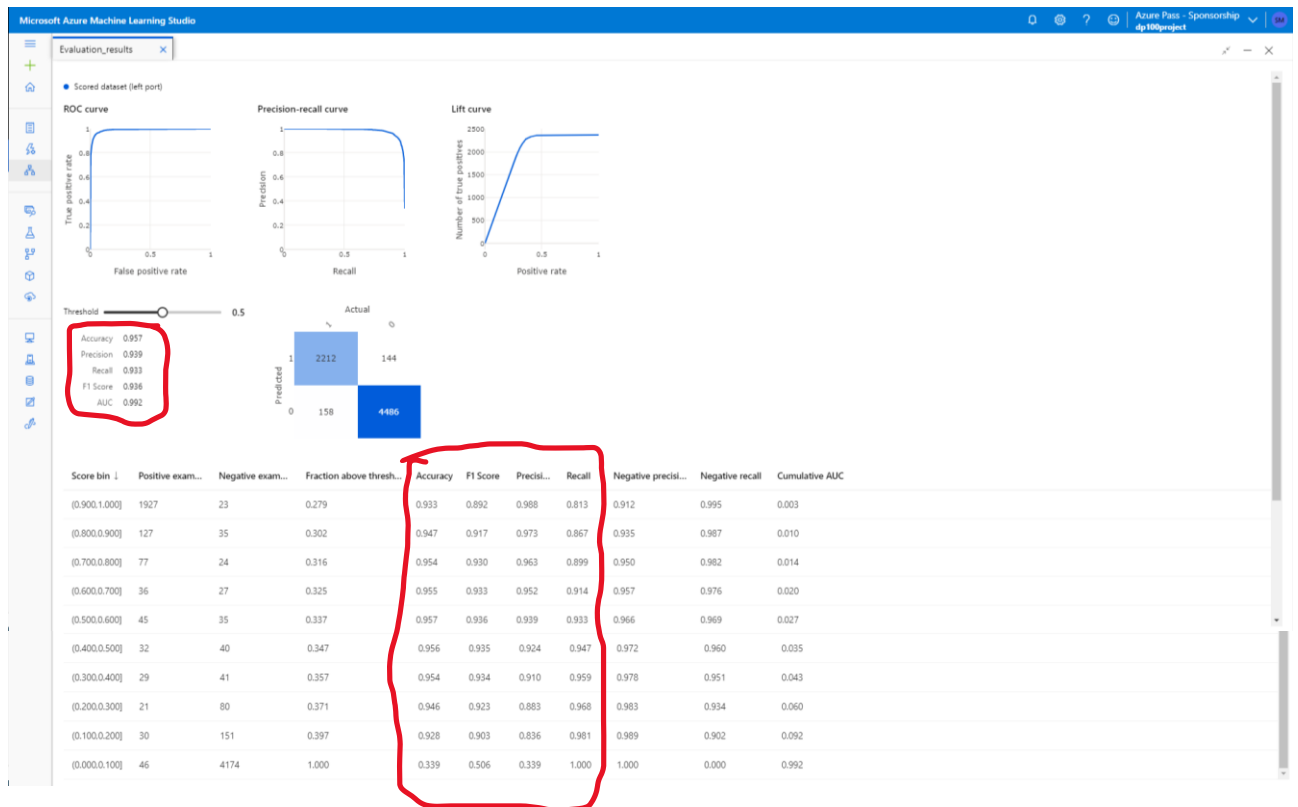 Microsoft Azure Machine Learning Studio
Azure Pass - Sponsorship
dp100project
SM
Evaluation_results
Scored dataset (left port)
ROC curve
Precision-recall curve
Lift curve
True positive rate
1
0.8
0.6
0.4
0.2
0
0
0.5
1
False positive rate
Precision
1
0.8
0.6
0.4
0.2
0
0
0.5
1
Recall
Number of true positives
2500
2000
1500
1000
500
0
0
0.5
1
Positive rate
Threshold 0.5
Accuracy 0.957
Precision 0.939
Recall 0.933
F1 Score 0.936
AUC 0.992
Actual
1 0
Predicted
1 2212 144
0 158 4486
Score bin ↓ Positive exam... Negative exam... Fraction above thresh... Accuracy F1 Score Precisi... Recall Negative precisi... Negative recall Cumulative AUC
(0.900,1.000] 1927 23 0.279 0.933 0.892 0.988 0.813 0.912 0.995 0.003
(0.800,0.900] 127 35 0.302 0.947 0.917 0.973 0.867 0.935 0.987 0.010
(0.700,0.800] 77 24 0.316 0.954 0.930 0.963 0.899 0.950 0.982 0.014
(0.600,0.700] 36 27 0.325 0.955 0.933 0.952 0.914 0.957 0.976 0.020
(0.500,0.600] 45 35 0.337 0.957 0.936 0.939 0.933 0.966 0.969 0.027
(0.400,0.500] 32 40 0.347 0.956 0.935 0.924 0.947 0.972 0.960 0.035
(0.300,0.400] 29 41 0.357 0.954 0.934 0.910 0.959 0.978 0.951 0.043
(0.200,0.300] 21 80 0.371 0.946 0.923 0.883 0.968 0.983 0.934 0.060
(0.100,0.200] 30 151 0.397 0.928 0.903 0.836 0.981 0.989 0.902 0.092
(0.000,0.100] 46 4174 1.000 0.339 0.506 0.339 1.000 1.000 0.000 0.992